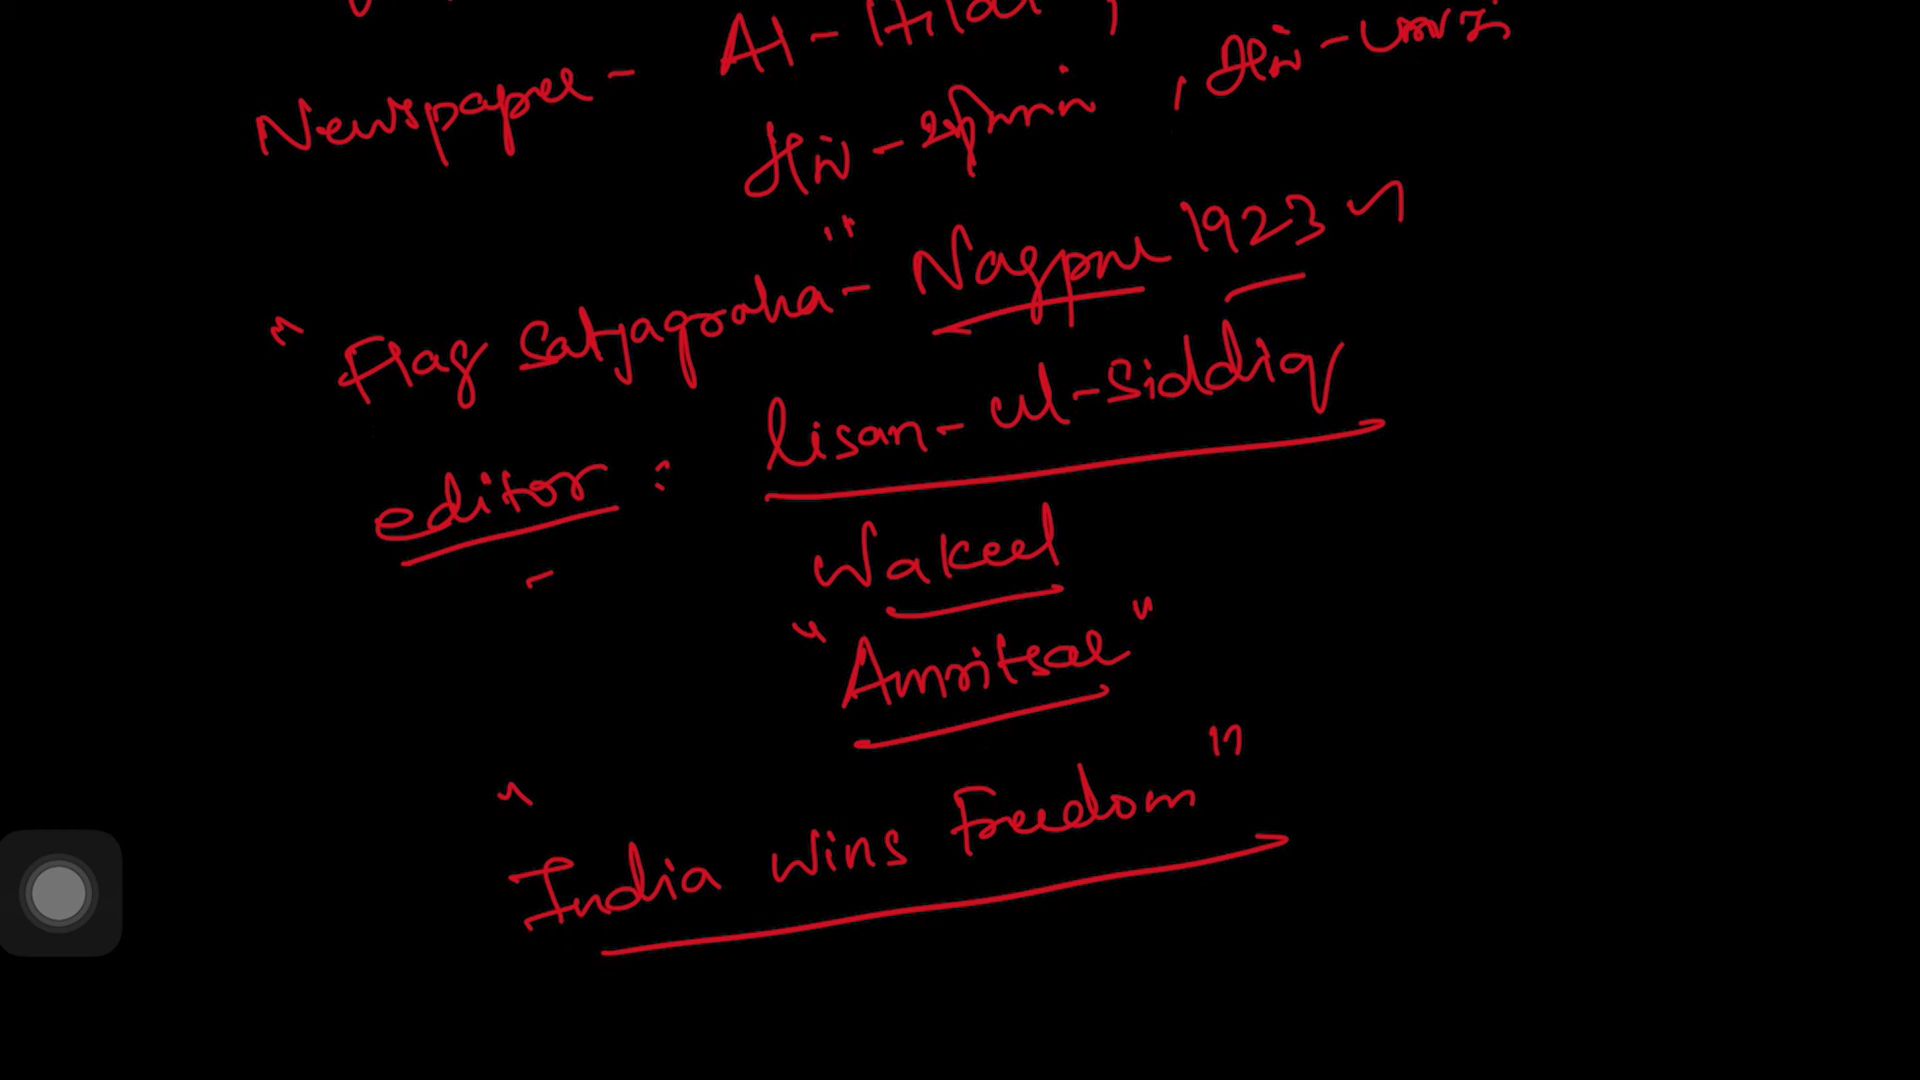 Newspaper - Al - Hilal,
" Flag Satyagraha " - Nagpur 1923
editor : lisan - ul - Siddiq
Wakeel
" Amritsar "
" India wins Freedom "